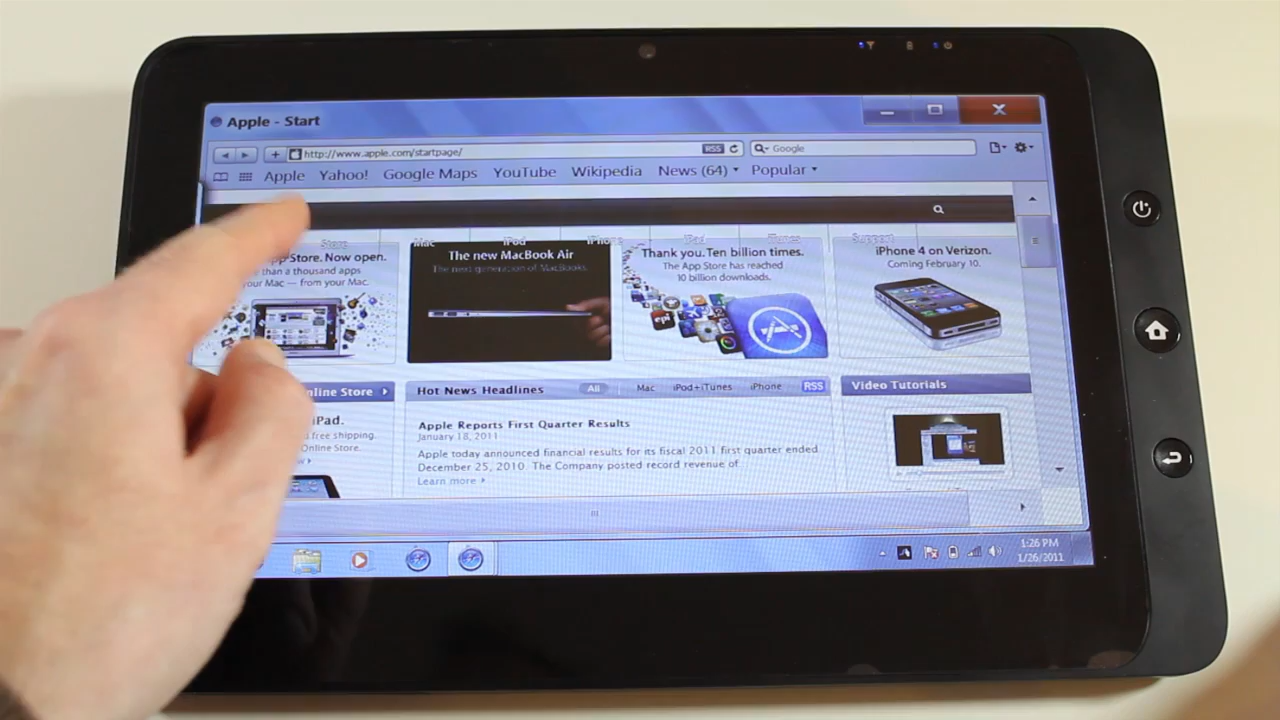 Apple - Start
http://www.apple.com/startpage/ RSS Google
Apple Yahoo! Google Maps YouTube Wikipedia News (64) Popular
Store Mac iPod iPhone iPad iTunes Support
Store. Now open.
than a thousand apps
your Mac — from your Mac.
The new MacBook Air
The next generation of MacBooks.
Thank you. Ten billion downloads times.
The App Store has reached
10 billion downloads.
iPhone 4 on Verizon.
Coming February 10.
nline Store
iPad.
free shipping.
Online Store.
Hot News Headlines All Mac iPod+iTunes iPhone RSS
Apple Reports First Quarter Results
January 18, 2011
Apple today announced financial results for its fiscal 2011 first quarter ended
December 25, 2010. The Company posted record revenue of
Learn more
Video Tutorials
1:26 PM
1/26/2011